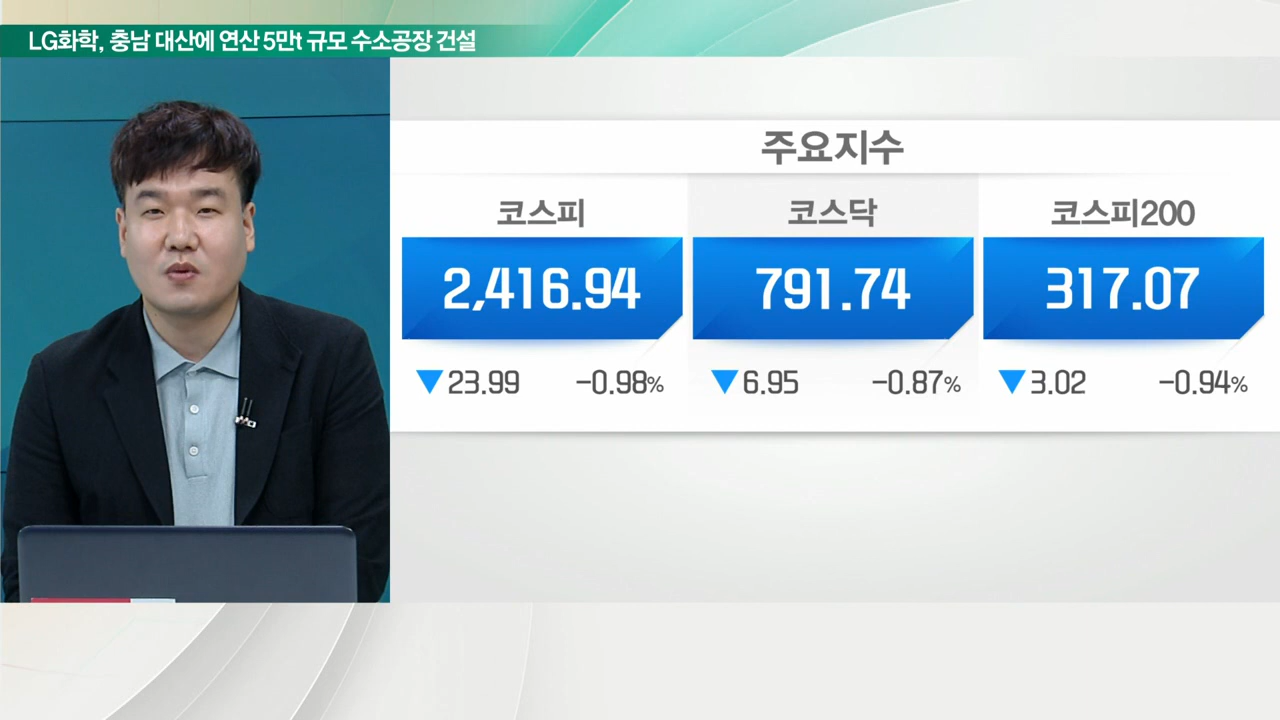 LG화학, 충남 대산에 연산 5만t 규모 수소공장 건설
주요지수
코스피 코스닥 코스피200
2,416.94 791.74 317.07
▼23.99 -0.98% ▼6.95 -0.87% ▼3.02 -0.94%